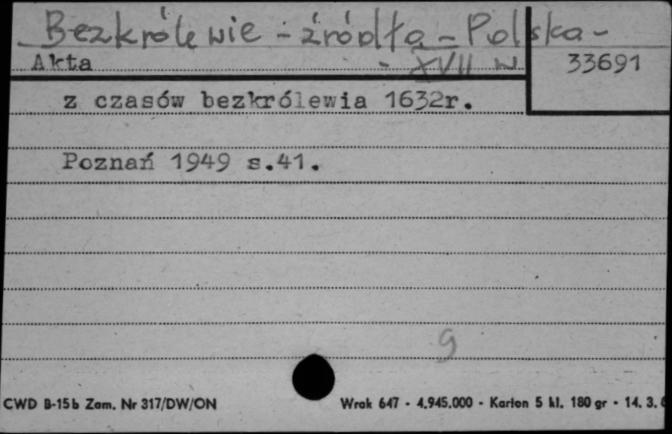 Bezkrólewie - źródła - Polska -
Akta - XVII w 33691
z czasów bezkrólewia 1632r.
Poznań 1949 s.41.
9
CWD B-15b Zam. Nr 317/DW/ON Wrak 647 - 4.945.000 - Karton 5 kl. 180 gr - 14. 3.